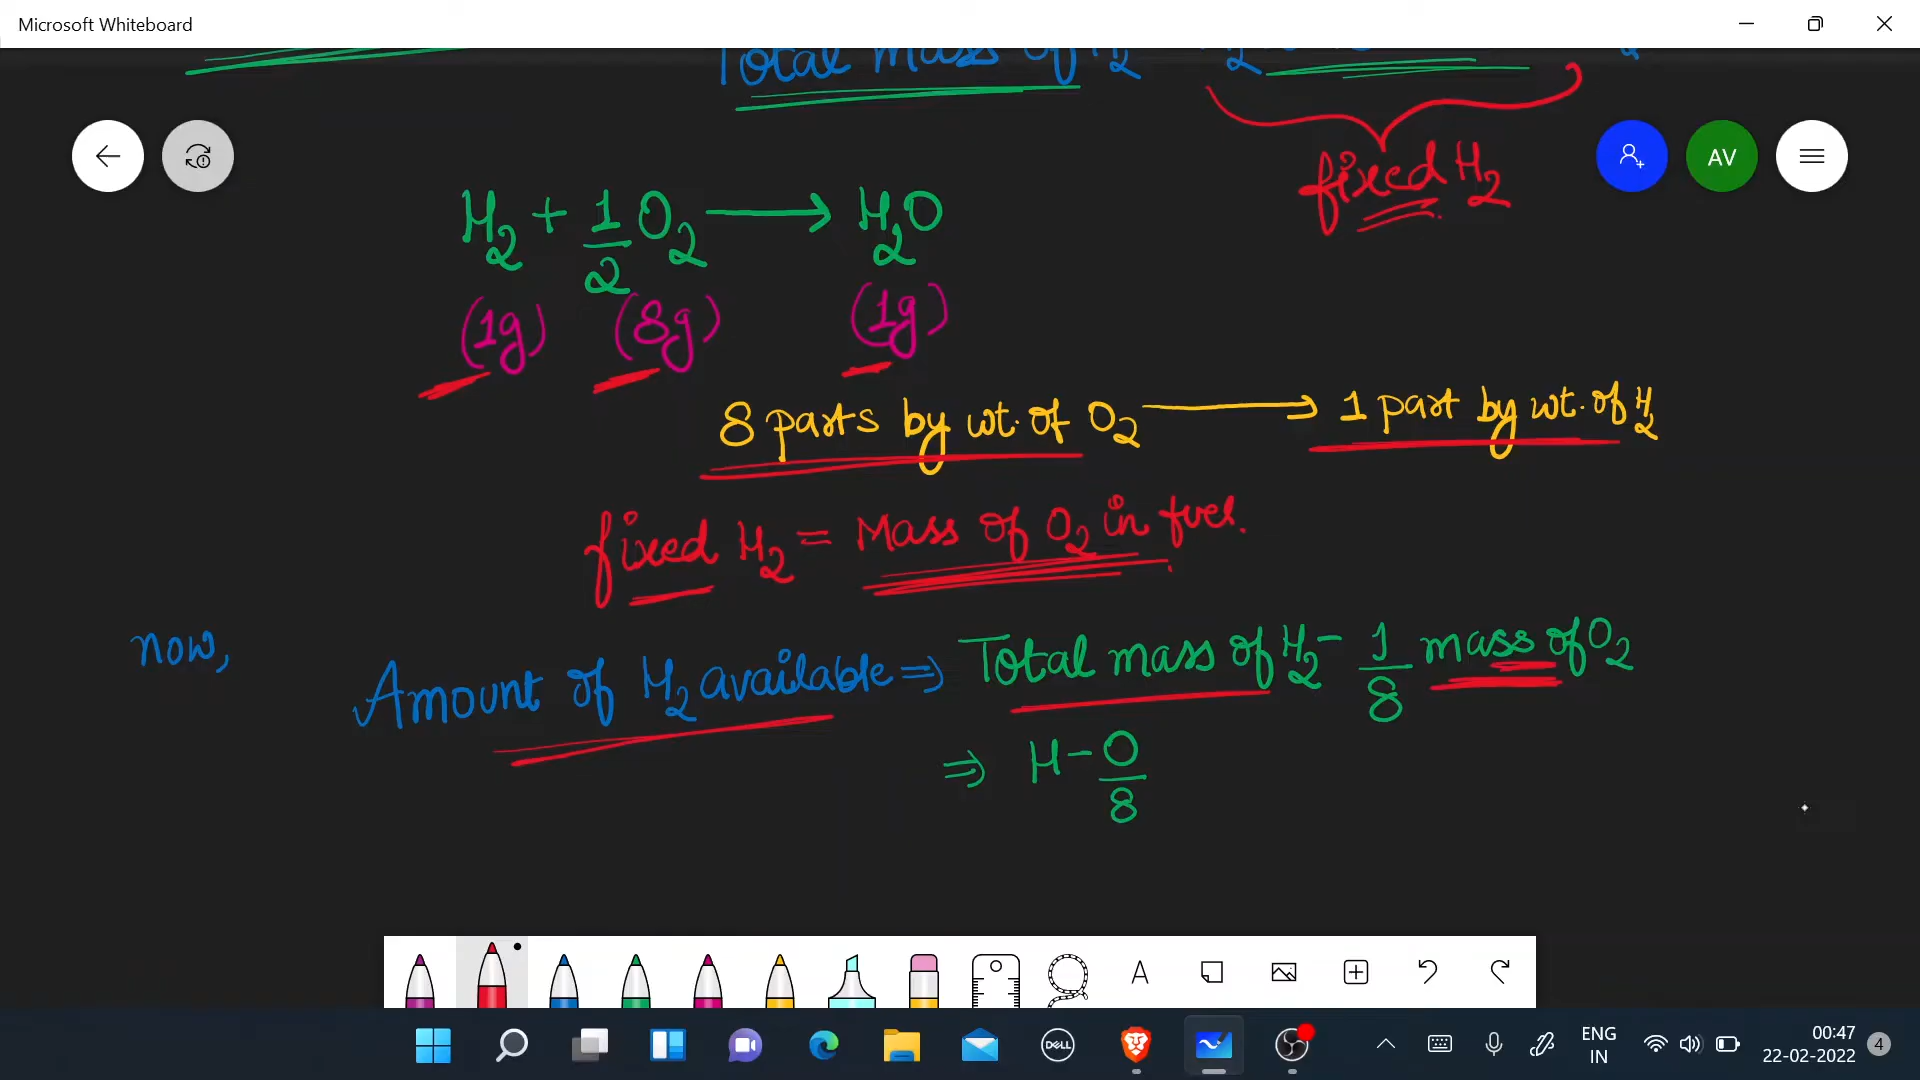 Microsoft Whiteboard
Total mass of H2
fixed H2
AV
H2 + 1/2 O2 → H2O
(1g) (8g) (1g)
8 parts by wt. of O2 → 1 part by wt. of H2
fixed H2 = Mass of O2 in fuel.
now,
Amount of H2 available ⇒ Total mass of H2 - 1/8 mass of O2
⇒ H - O/8
A
DELL
ENG
IN
00:47
22-02-2022
4